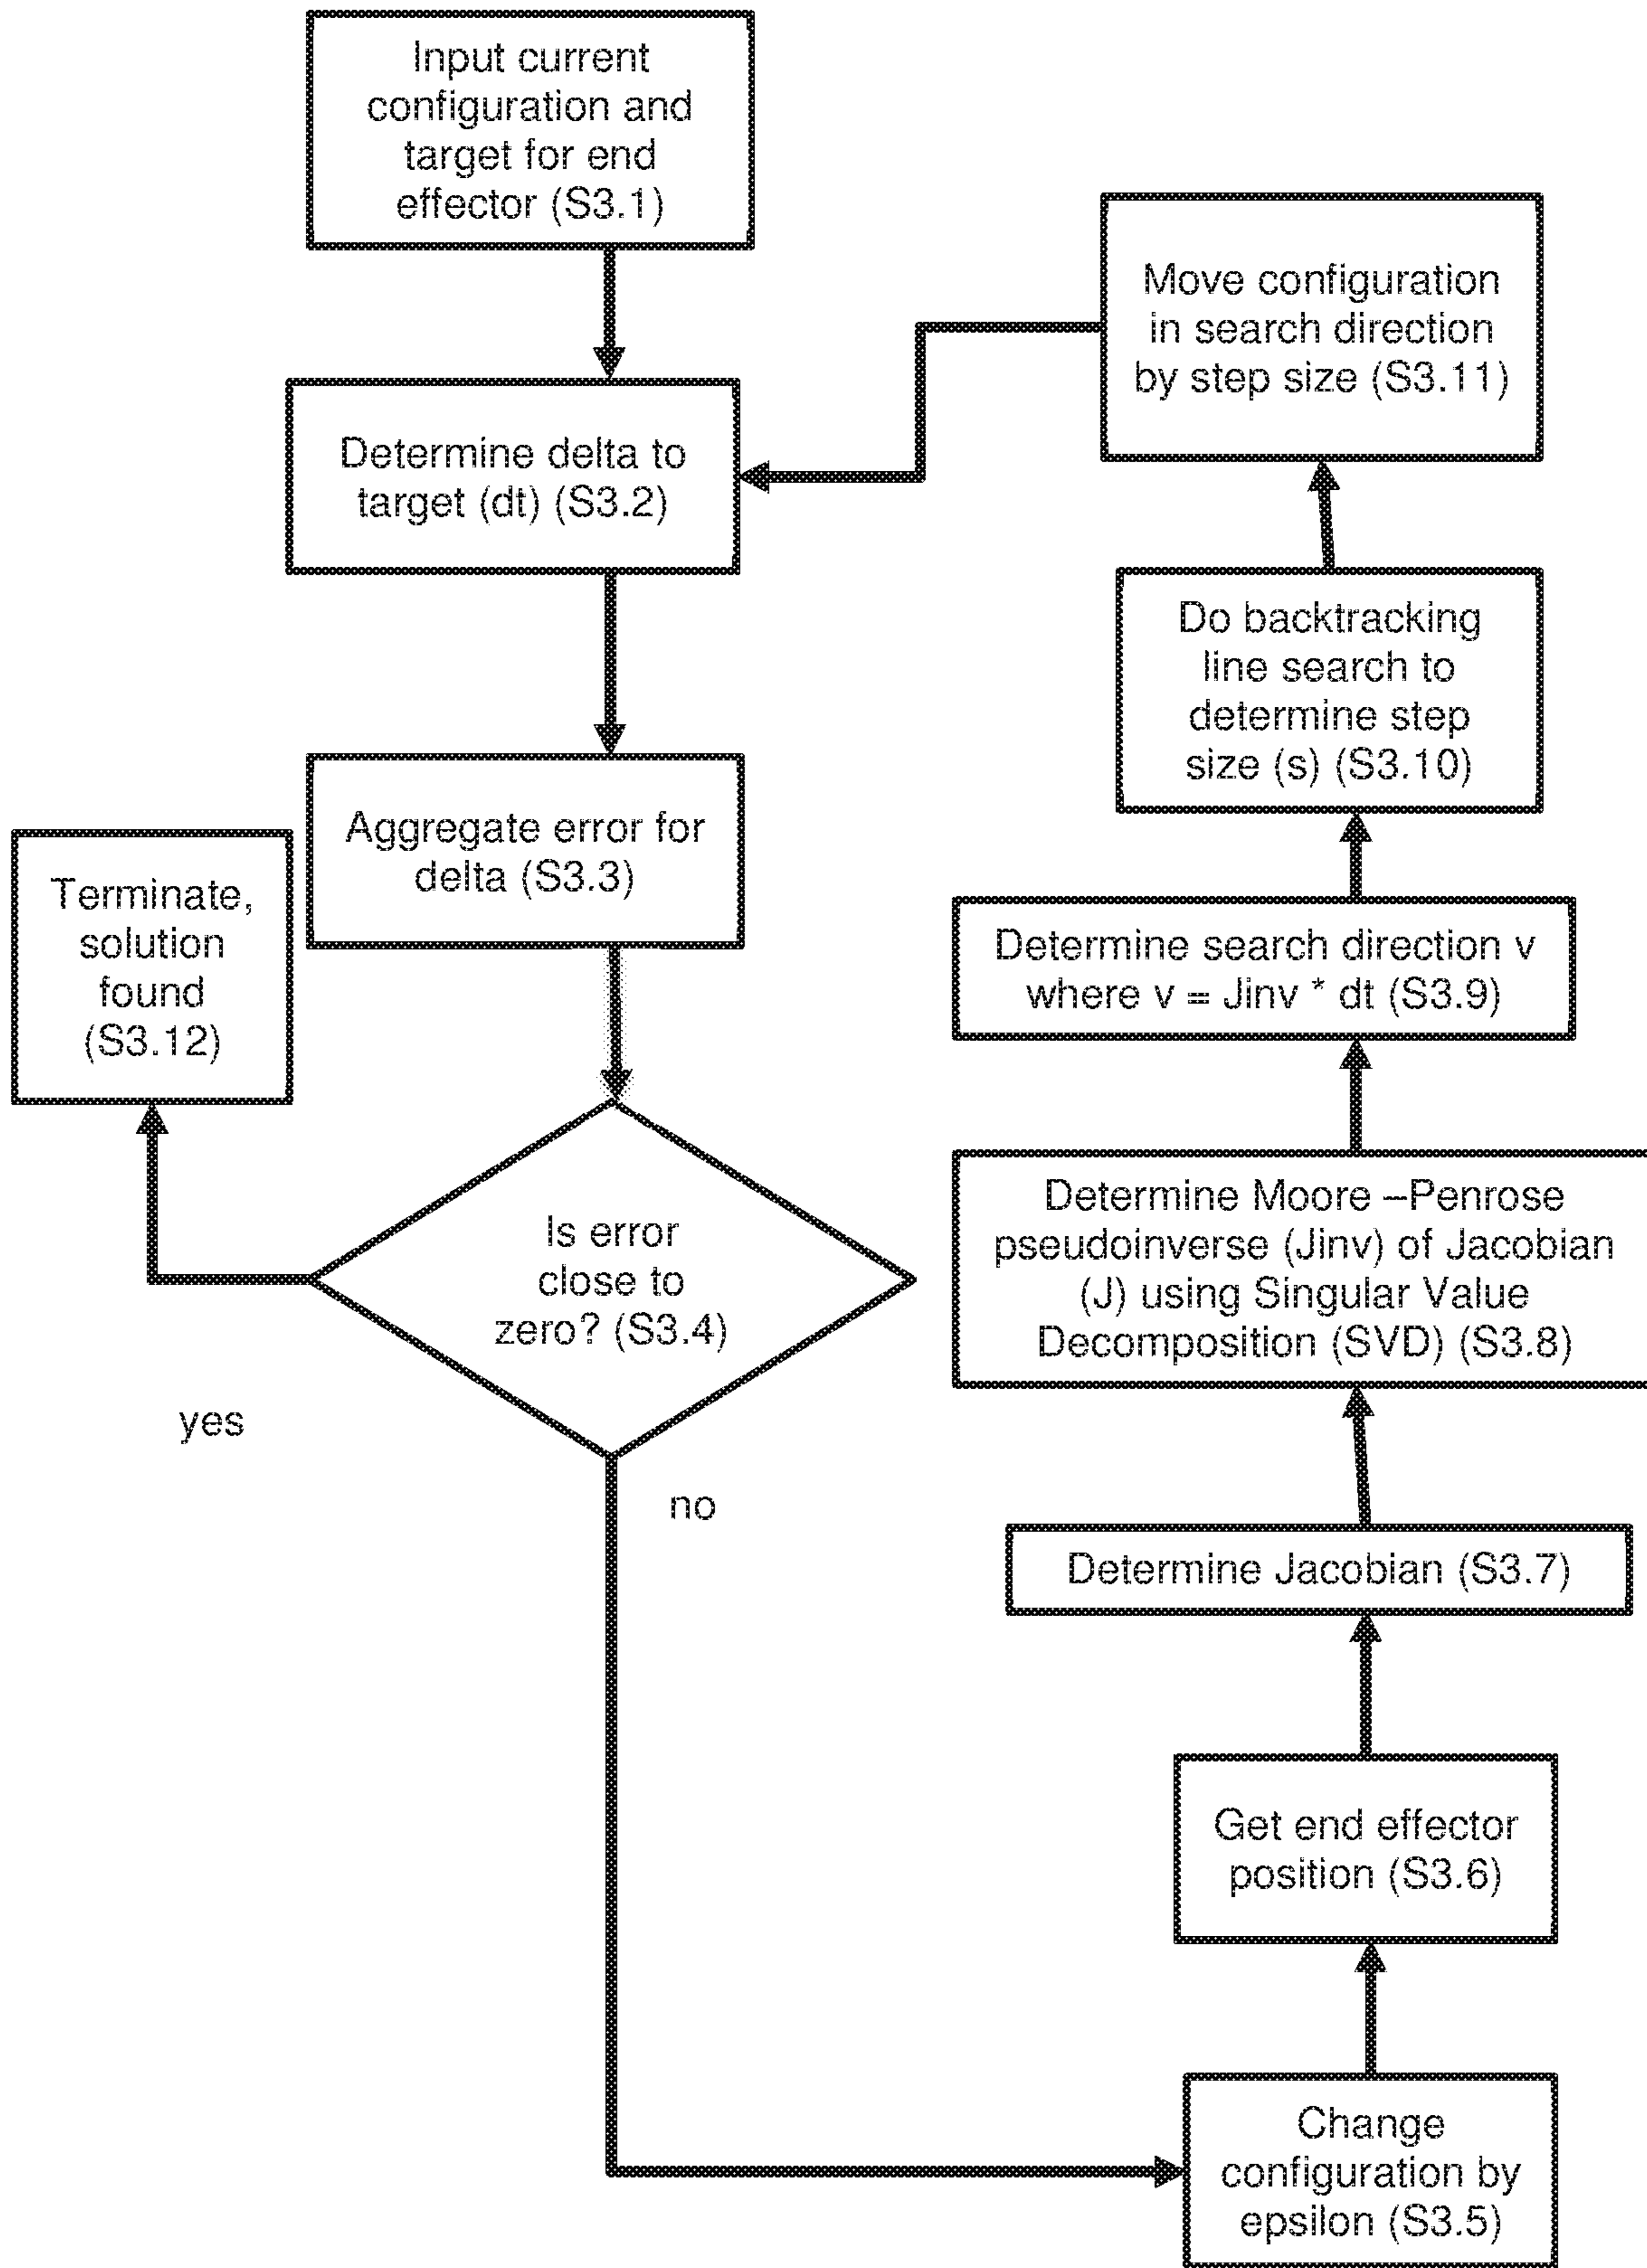 Input current
configuration and
target for end
effector (S3.1)
Determine delta to
target (dt) (S3.2)
Aggregate error for
delta (S3.3)
Terminate,
solution
found
(S3.12)
Is error
close to
zero? (S3.4)
yes
no
Change
configuration by
epsilon (S3.5)
Get end effector
position (S3.6)
Determine Jacobian (S3.7)
Determine Moore –Penrose
pseudoinverse (Jinv) of Jacobian
(J) using Singular Value
Decomposition (SVD) (S3.8)
Determine search direction v
where v = Jinv * dt (S3.9)
Do backtracking
line search to
determine step
size (s) (S3.10)
Move configuration
in search direction
by step size (S3.11)